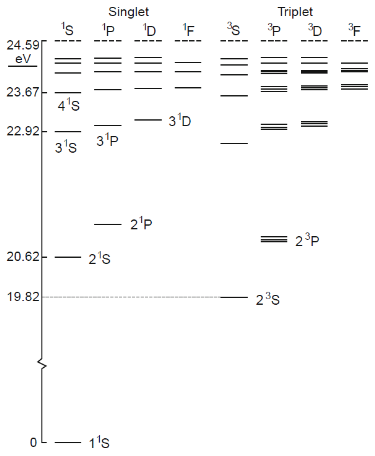 Singlet Triplet
¹S ¹P ¹D ¹F ³S ³P ³D ³F
24.59
eV
23.67
4¹S
22.92
3¹S 3¹P 3¹D
2¹P
20.62 2¹S 2³P
19.82 2³S
0 1¹S